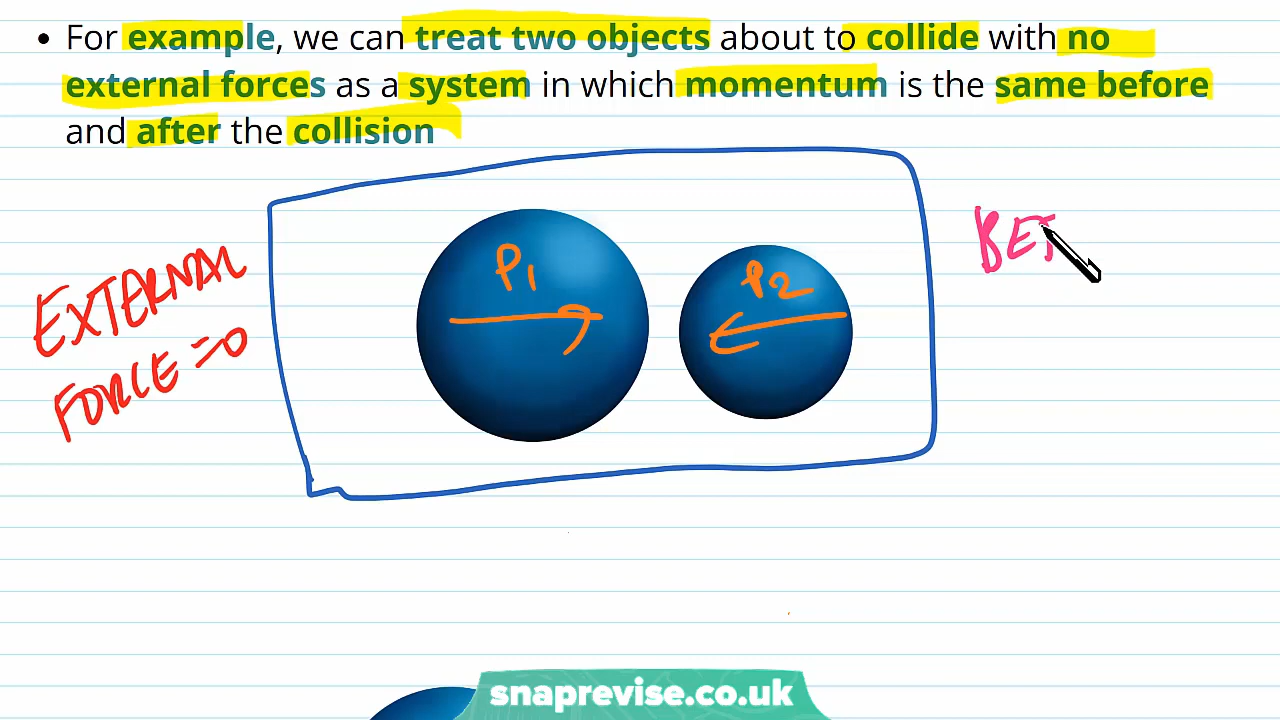 • For example, we can treat two objects about to collide with no
external forces as a system in which momentum is the same before
and after the collision
EXTERNAL
FORCE = 0
P1
P2
BEF
snaprevise.co.uk